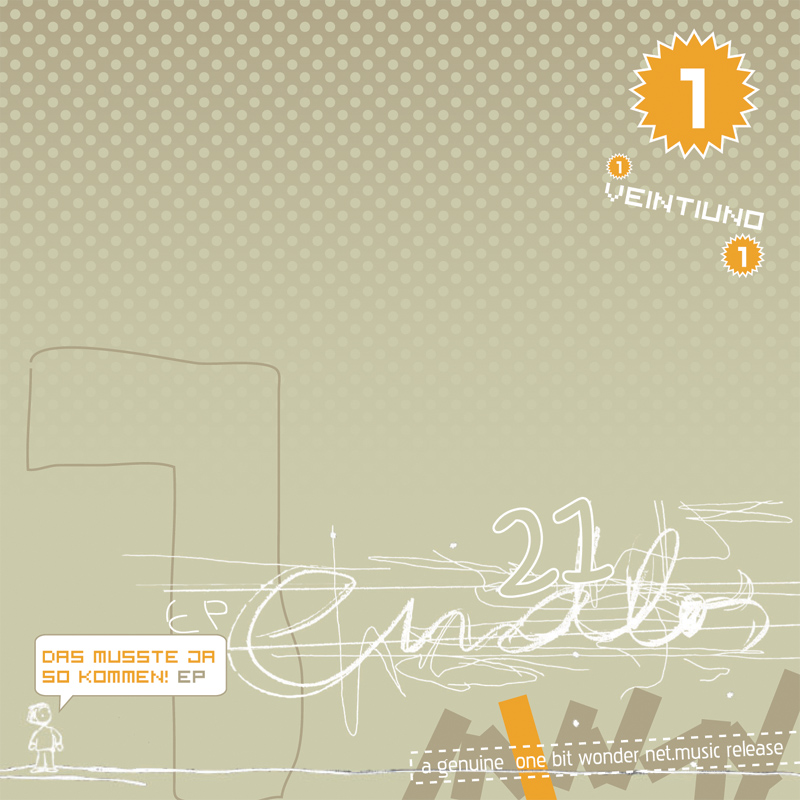 1
1
VEINTIUNO
1
21
EP
DAS MUSSTE JA
SO KOMMEN! EP
a genuine one bit wonder net.music release